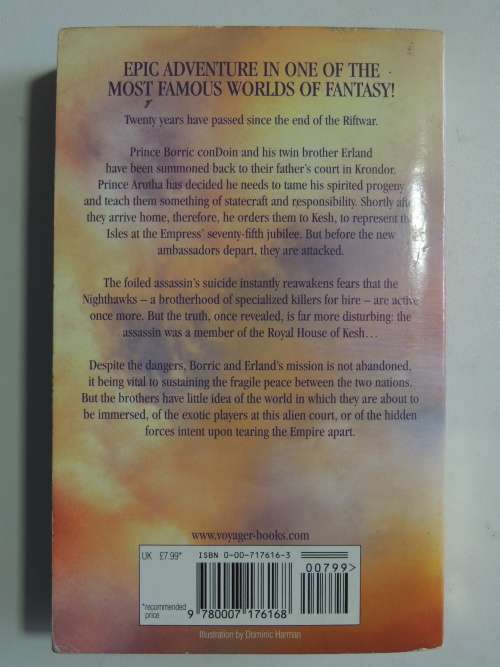 EPIC ADVENTURE IN ONE OF THE
MOST FAMOUS WORLDS OF FANTASY!
Twenty years have passed since the end of the Riftwar.
Prince Borric conDoin and his twin brother Erland
have been summoned back to their father's court in Krondor.
Prince Arutha has decided he needs to tame his spirited progeny
and teach them something of statecraft and responsibility. Shortly after
they arrive home, therefore, he orders them to Kesh, to represent the
Isles at the Empress' seventy-fifth jubilee. But before the new
ambassadors depart, they are attacked.
The foiled assassin's suicide instantly reawakens fears that the
Nighthawks – a brotherhood of specialized killers for hire – are active
once more. But the truth, once revealed, is far more disturbing: the
assassin was a member of the Royal House of Kesh…
Despite the dangers, Borric and Erland's mission is not abandoned,
it being vital to sustaining the fragile peace between the two nations.
But the brothers have little idea of the world in which they are about to
be immersed, of the exotic players at this alien court, or of the hidden
forces intent upon tearing the Empire apart.
www.voyager-books.com
UK £7.99*
ISBN 0-00-717616-3
00799>
*recommended
price
9 780007 176168
Illustration by Dominic Harman